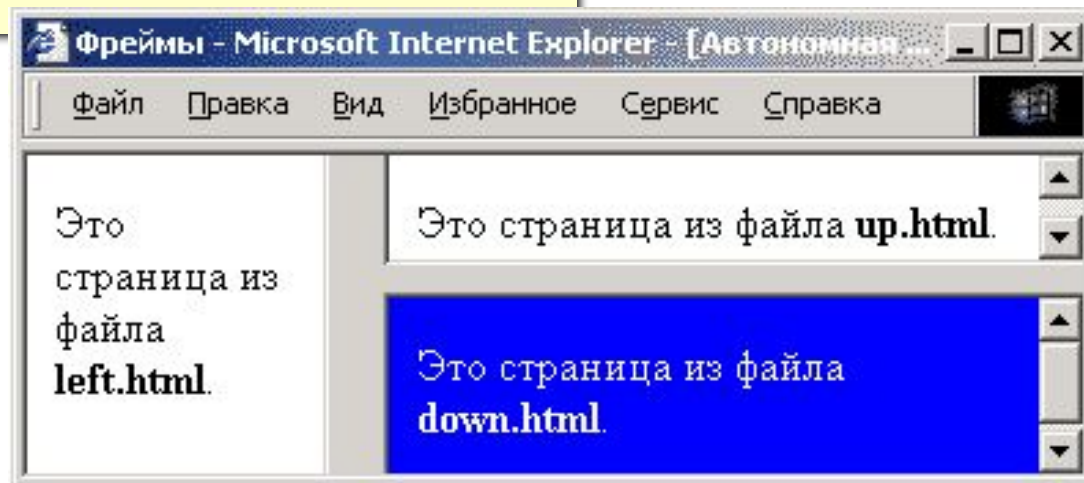 Фреймы - Microsoft Internet Explorer - [Автономная ...
Файл Правка Вид Избранное Сервис Справка
Это
страница из
файла
left.html.
Это страница из файла up.html.
Это страница из файла
down.html.